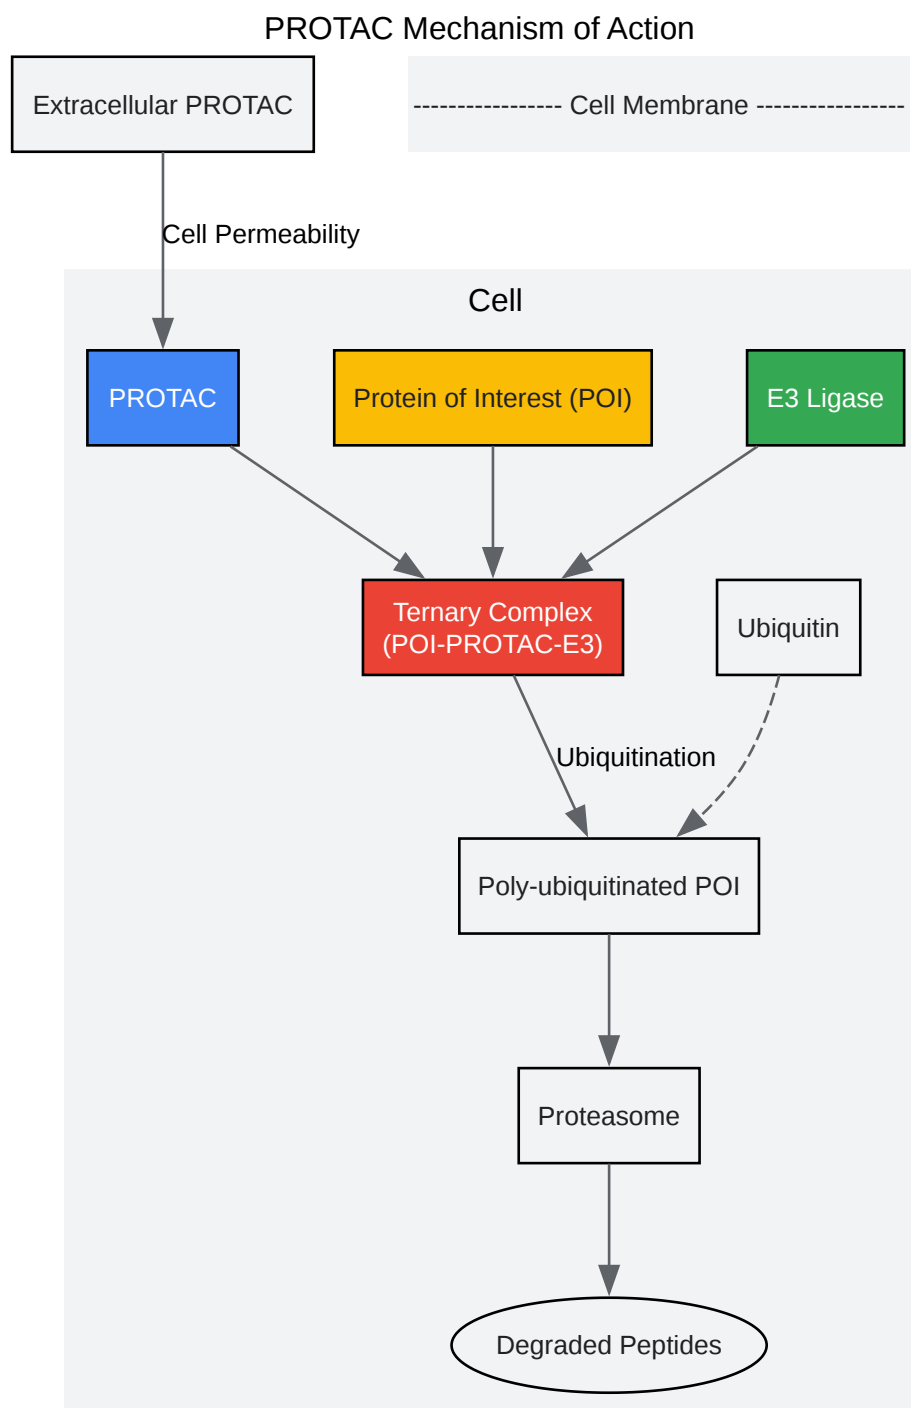 PROTAC Mechanism of Action
Extracellular PROTAC
----------------- Cell Membrane -----------------
Cell Permeability
Cell
PROTAC
Protein of Interest (POI)
E3 Ligase
Ternary Complex
(POI-PROTAC-E3)
Ubiquitin
Ubiquitination
Poly-ubiquitinated POI
Proteasome
Degraded Peptides